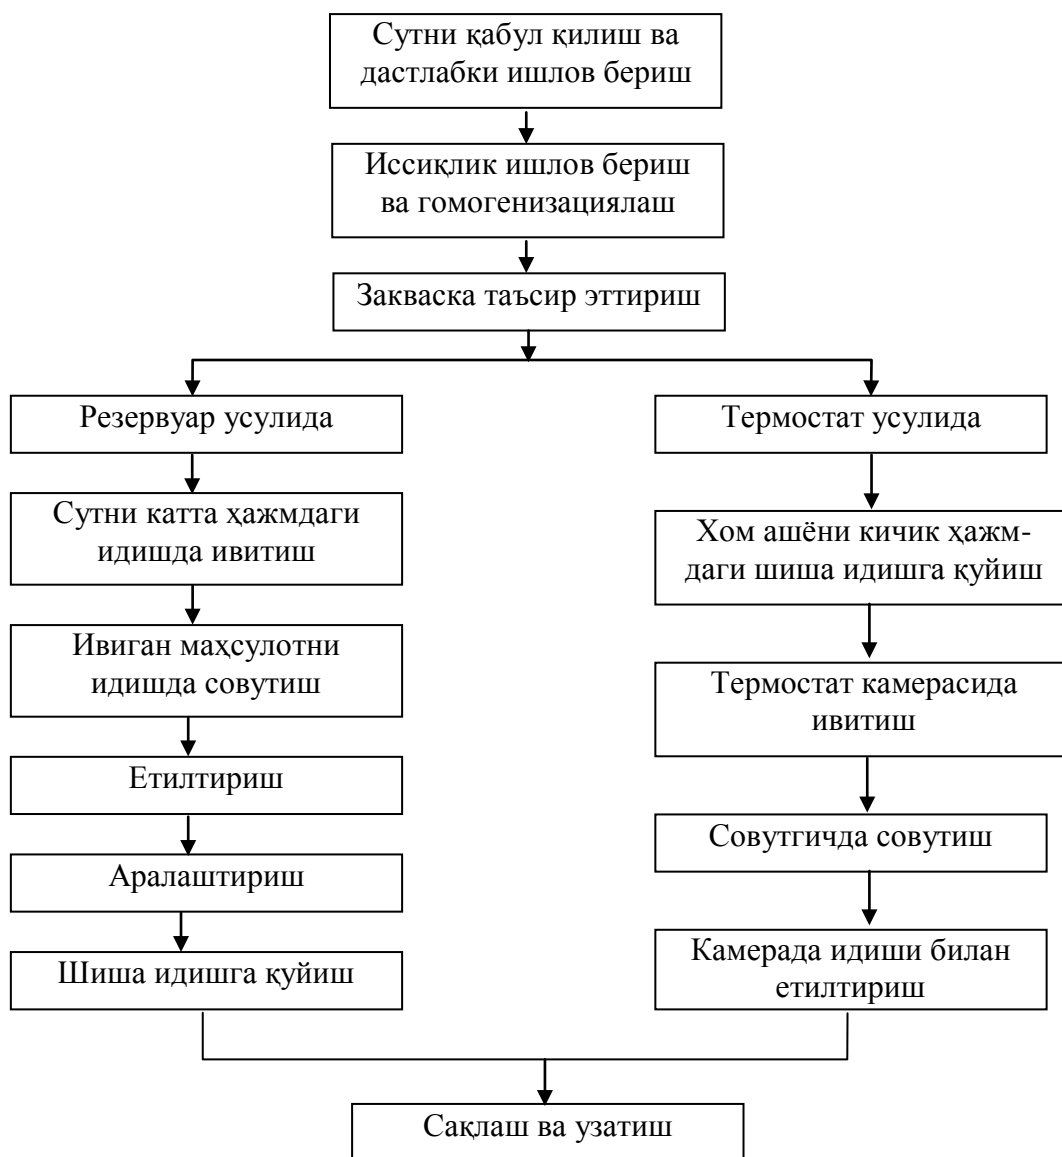 Сутни қабул қилиш ва
дастлабки ишлов бериш
Иссиқлик ишлов бериш
ва гомогенизациялаш
Закваска таъсир эттириш
Резервуар усулида
Сутни катта ҳажмдаги
идишда ивитиш
Ивиган маҳсулотни
идишда совутиш
Етилтириш
Аралаштириш
Шиша идишга қуйиш
Термостат усулида
Хом ашёни кичик ҳажм-
даги шиша идишга қуйиш
Термостат камерасида
ивитиш
Совутгичда совутиш
Камерада идиши билан
етилтириш
Сақлаш ва узатиш